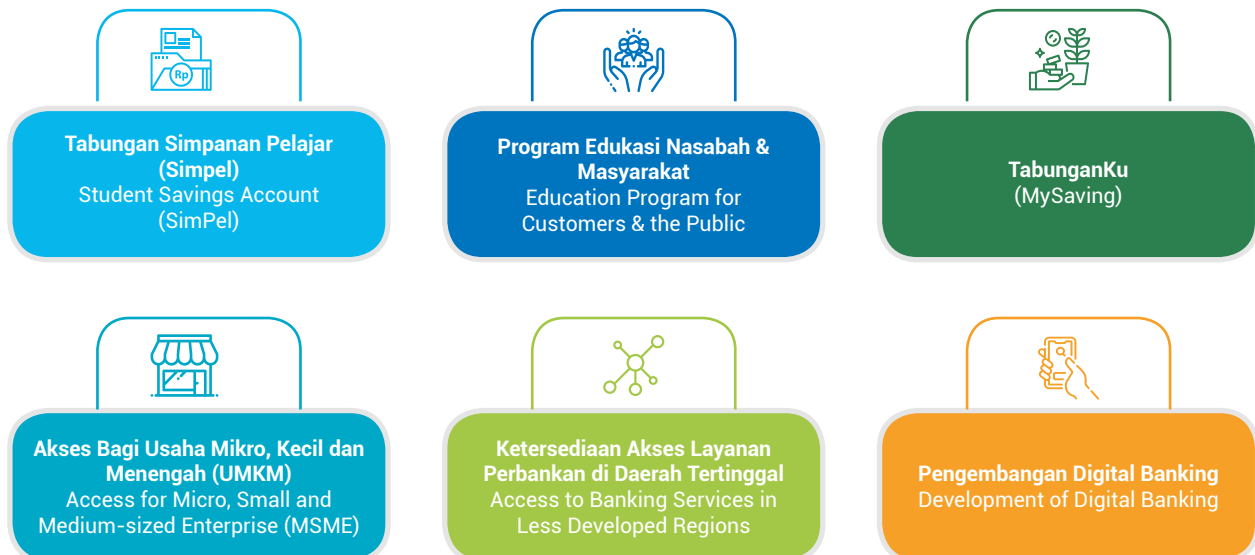 Rp
Tabungan Simpanan Pelajar
(Simpel)
Student Savings Account
(SimPel)
Program Edukasi Nasabah &
Masyarakat
Education Program for
Customers & the Public
TabunganKu
(MySaving)
Akses Bagi Usaha Mikro, Kecil dan
Menengah (UMKM)
Access for Micro, Small and
Medium-sized Enterprise (MSME)
Ketersediaan Akses Layanan
Perbankan di Daerah Tertinggal
Access to Banking Services in
Less Developed Regions
Pengembangan Digital Banking
Development of Digital Banking